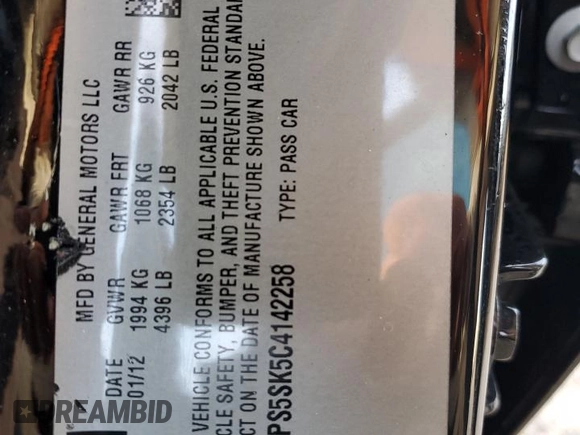 MFD BY GENERAL MOTORS LLC
DATE GVWR GAWR FRT GAWR RR
01/12 1994 KG 1068 KG 926 KG
4396 LB 2354 LB 2042 LB
VEHICLE CONFORMS TO ALL APPLICABLE U.S. FEDERAL
CLE SAFETY, BUMPER, AND THEFT PREVENTION STANDA
CT ON THE DATE OF MANUFACTURE SHOWN ABOVE.
PS5SK5C4142258 TYPE: PASS CAR
PREAMBID